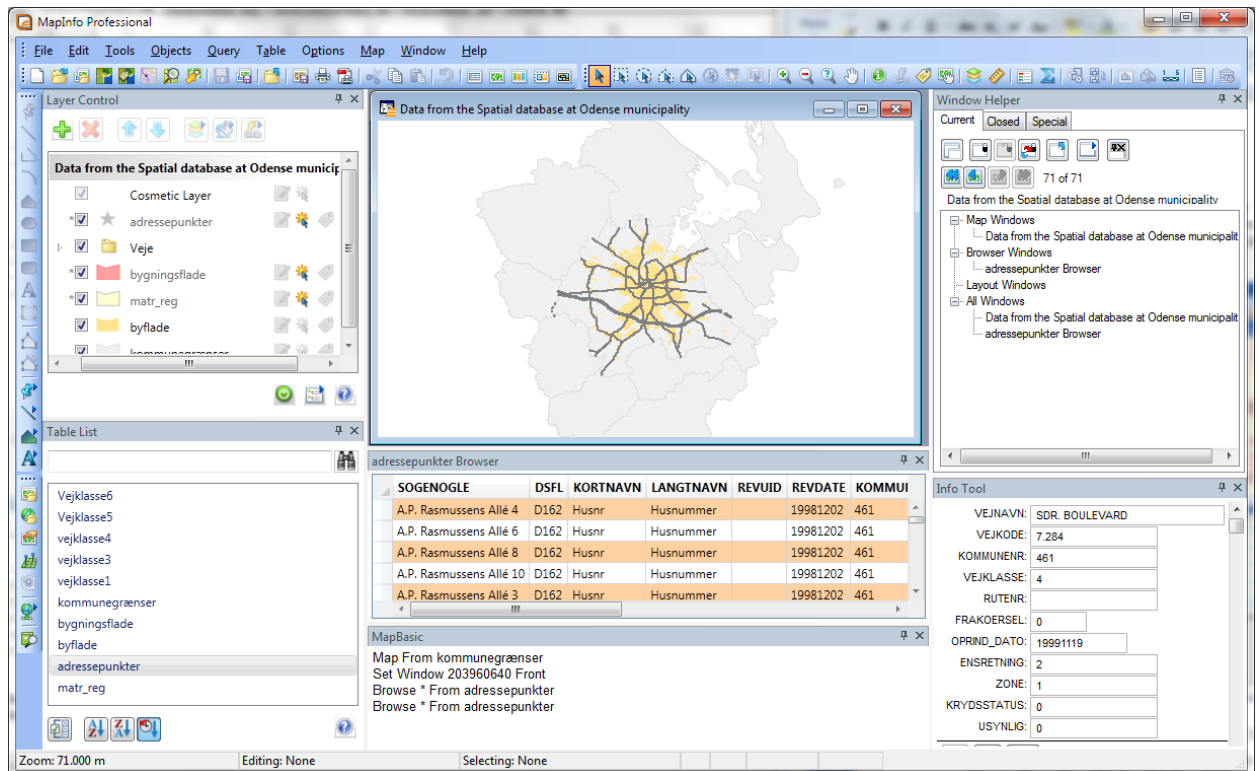 MapInfo Professional
File Edit Tools Objects Query Table Options Map Window Help
Layer Control
Data from the Spatial database at Odense municip
Cosmetic Layer
adressepunkter
Veje
bygningsflade
matr_reg
byflade
kommunegrænser
Table List
Vejklasse6
Vejklasse5
vejklasse4
vejklasse3
vejklasse1
kommunegrænser
bygningsflade
byflade
adressepunkter
matr_reg
Data from the Spatial database at Odense municipality
adressepunkter Browser
SOGENOGLE DSFL KORTNAVN LANGTNAVN REVUID REVDATE KOMMUI
A.P. Rasmussens Allé 4 D162 Husnr Husnummer 19981202 461
A.P. Rasmussens Allé 6 D162 Husnr Husnummer 19981202 461
A.P. Rasmussens Allé 8 D162 Husnr Husnummer 19981202 461
A.P. Rasmussens Allé 10 D162 Husnr Husnummer 19981202 461
A.P. Rasmussens Allé 3 D162 Husnr Husnummer 19981202 461
MapBasic
Map From kommunegrænser
Set Window 203960640 Front
Browse * From adressepunkter
Browse * From adressepunkter
Window Helper
Current Closed Special
71 of 71
Data from the Spatial database at Odense municipality
Map Windows
Data from the Spatial database at Odense municipalit
Browser Windows
adressepunkter Browser
Layout Windows
All Windows
Data from the Spatial database at Odense municipalit
adressepunkter Browser
Info Tool
VEJNAVN: SDR. BOULEVARD
VEJKODE: 7.284
KOMMUNENR: 461
VEJKLASSE: 4
RUTENR:
FRAKOERSEL: 0
OPRIND_DATO: 19991119
ENSRETNING: 2
ZONE: 1
KRYDSSTATUS: 0
USYNLIG: 0
Zoom: 71.000 m Editing: None Selecting: None